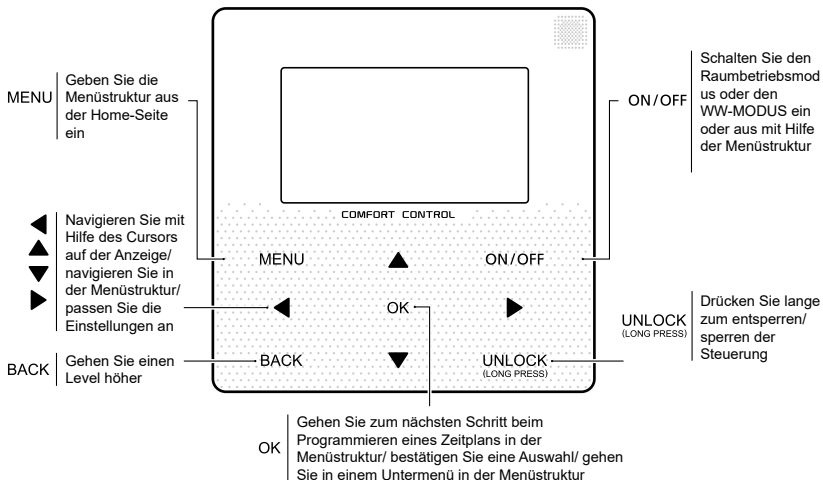 MENU
Geben Sie die
Menüstruktur aus
der Home-Seite
ein
ON/OFF
Schalten Sie den
Raumbetriebsmod
us oder den
WW-MODUS ein
oder aus mit Hilfe
der Menüstruktur
COMFORT CONTROL
MENU
ON/OFF
OK
BACK
UNLOCK
(LONG PRESS)
Navigieren Sie mit
Hilfe des Cursors
auf der Anzeige/
navigieren Sie in
der Menüstruktur/
passen Sie die
Einstellungen an
BACK
Gehen Sie einen
Level höher
UNLOCK
(LONG PRESS)
Drücken Sie lange
zum entsperren/
sperren der
Steuerung
OK
Gehen Sie zum nächsten Schritt beim
Programmieren eines Zeitplans in der
Menüstruktur/ bestätigen Sie eine Auswahl/ gehen
Sie in einem Untermenü in der Menüstruktur